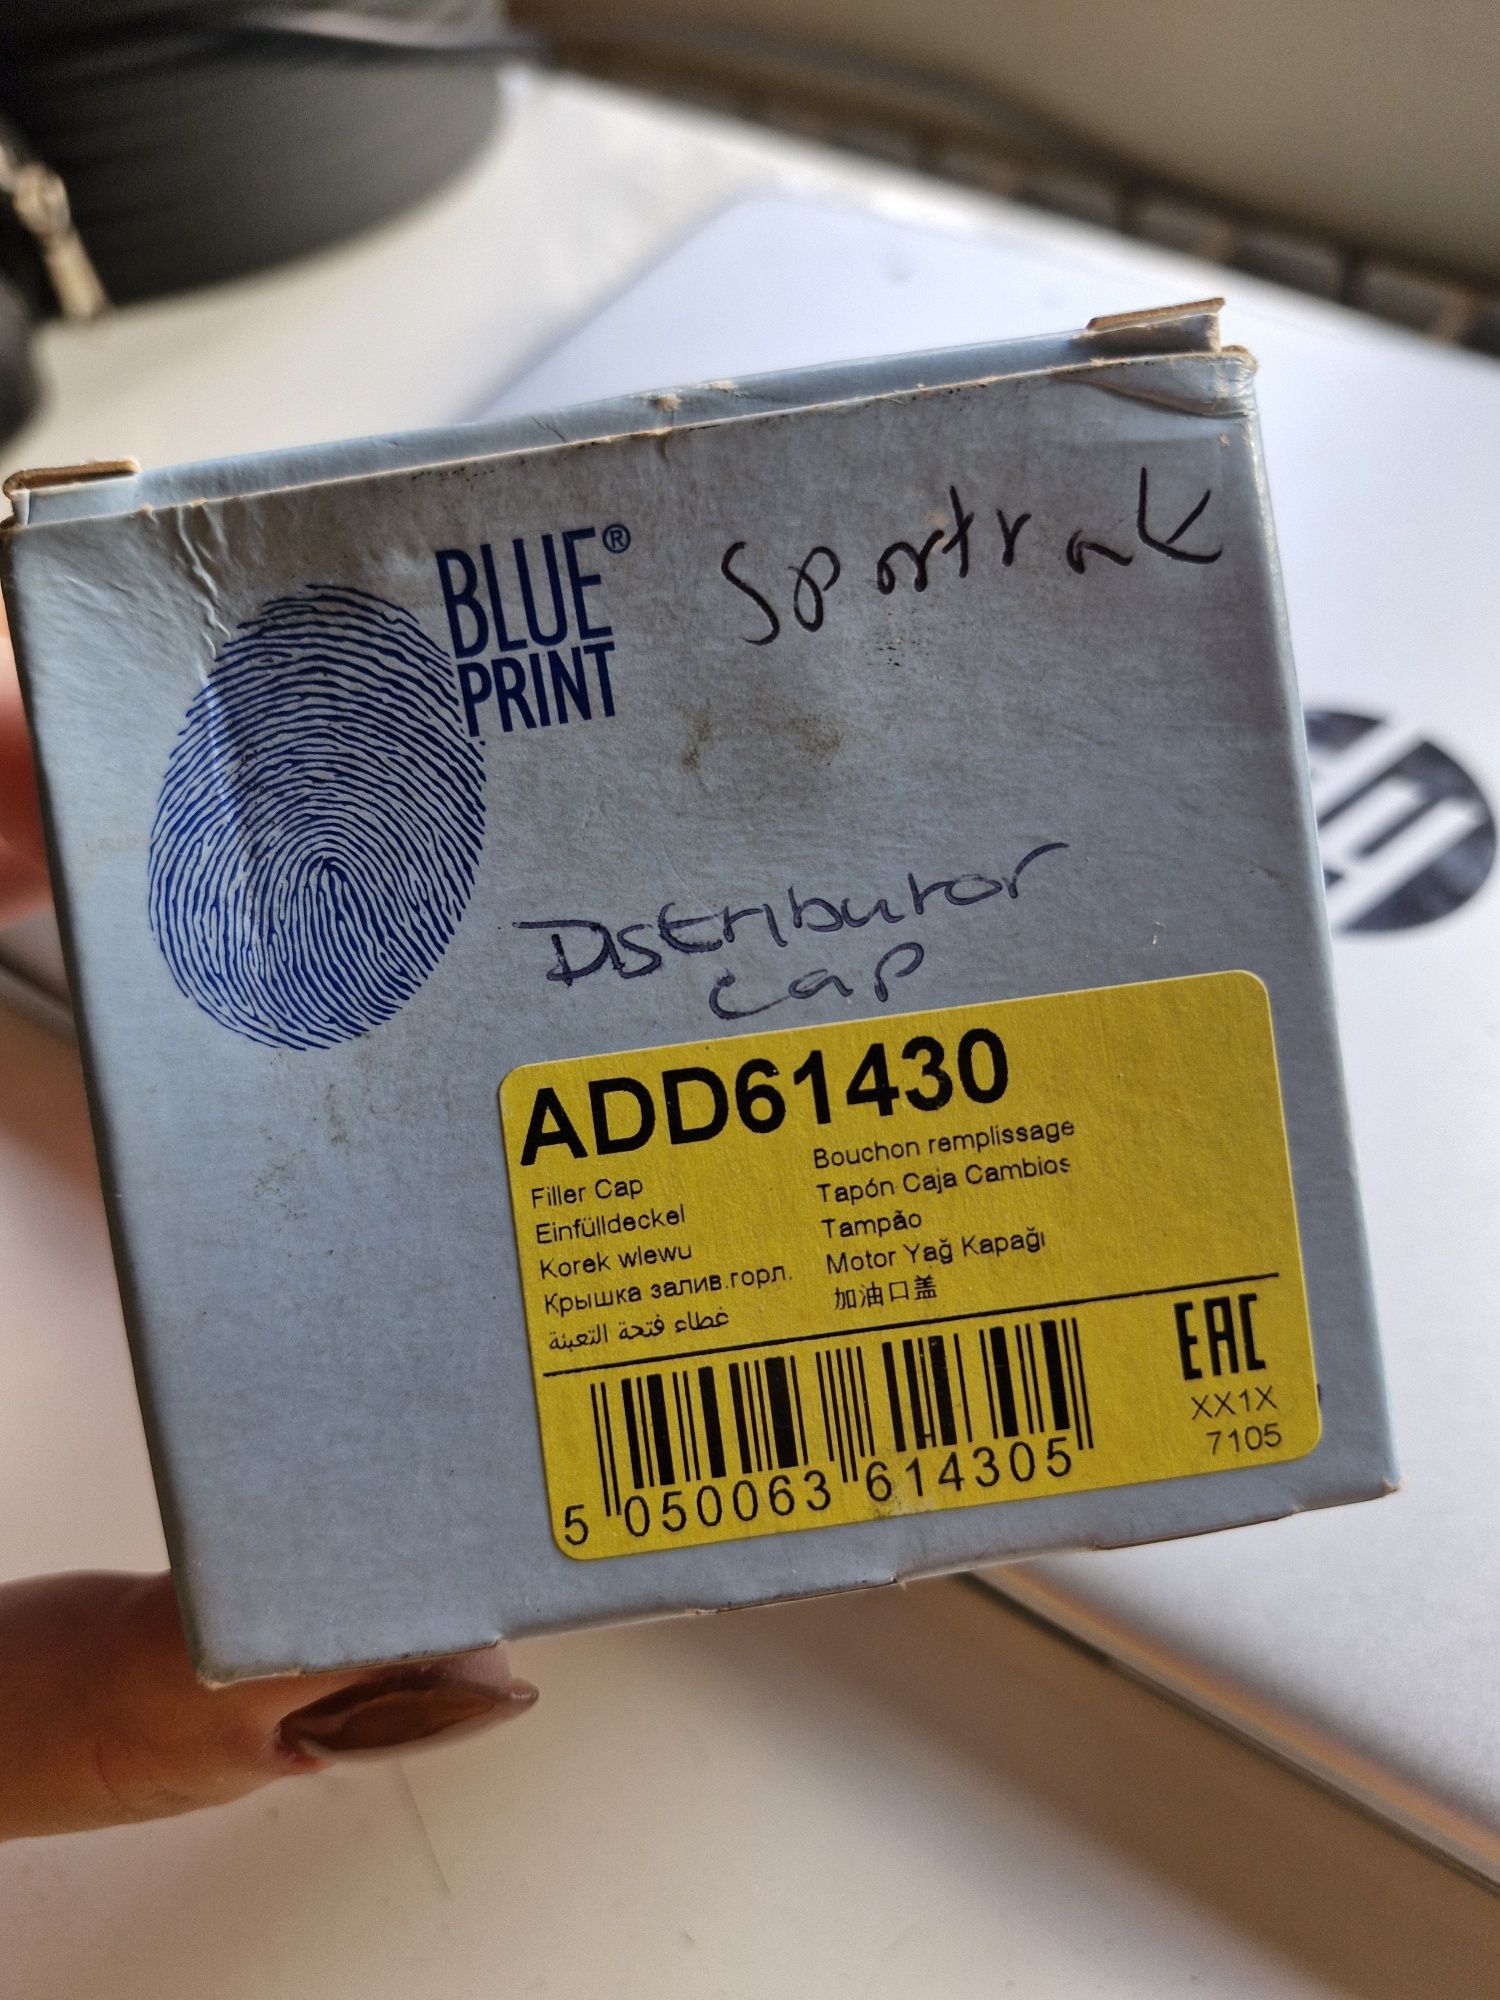 BLUE®
PRINT
Sportrak
Distributor
cap
ADD61430
Filler Cap
Einfülldeckel
Korek wlewu
Крышка залив.горл.
غطاء فتحة التعبئة
Bouchon remplissage
Tapón Caja Cambios
Tampão
Motor Yağ Kapağı
加油口盖
5 050063 614305
EAC
XX1X
7105
hp